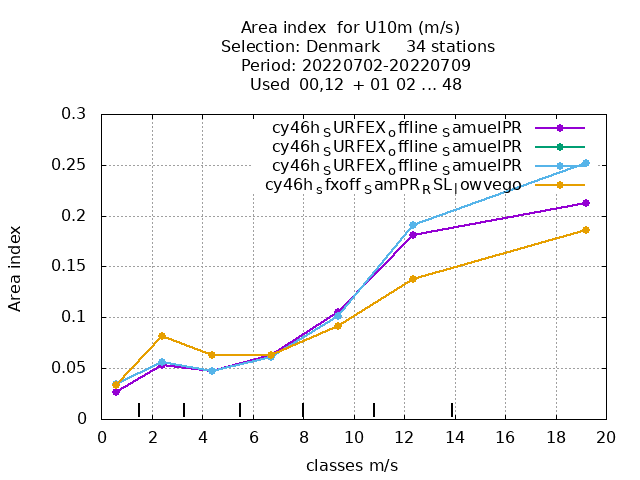 Area index  for U10m (m/s)
Selection: Denmark     34 stations
Period: 20220702-20220709
Used  00,12  + 01 02 ... 48
0.3
0.25
0.2
0.15
0.1
0.05
0
Area index
cy46h_SURFEX_offline_SamuelPR
cy46h_SURFEX_offline_SamuelPR
cy46h_SURFEX_offline_SamuelPR
cy46h_sfxoff_SamPR_RSL_lowvego
0 2 4 6 8 10 12 14 16 18 20
classes m/s